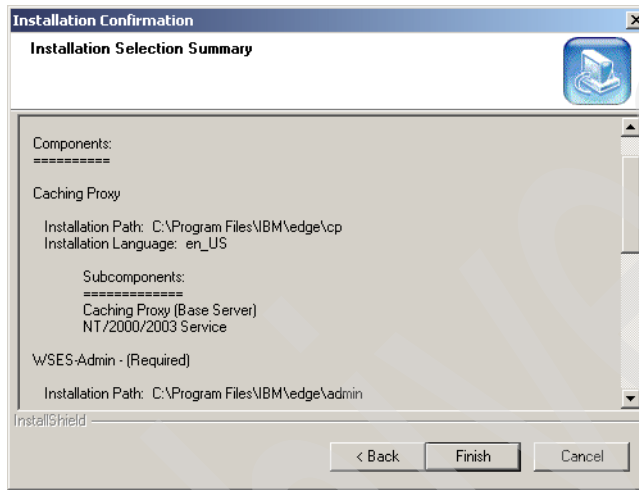 Installation Confirmation
Installation Selection Summary
Components:
==========
Caching Proxy
Installation Path: C:\Program Files\IBM\edge\cp
Installation Language: en_US
Subcomponents:
=============
Caching Proxy (Base Server)
NT/2000/2003 Service
WSES-Admin - (Required)
Installation Path: C:\Program Files\IBM\edge\admin
InstallShield
< Back Finish Cancel